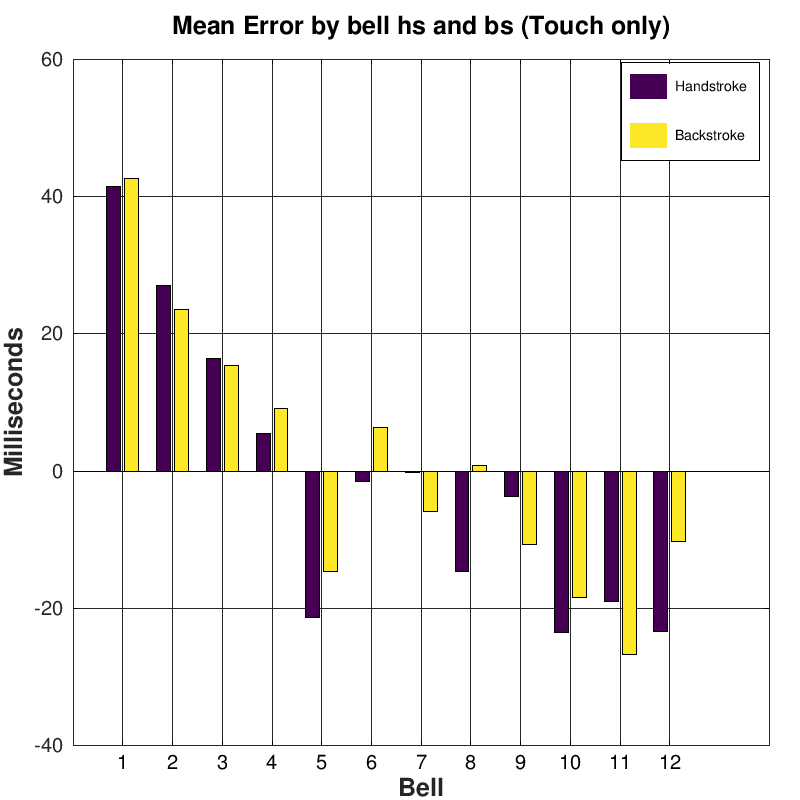 Mean Error by bell hs and bs (Touch only)
Handstroke
Backstroke
60
40
20
0
-20
-40
Milliseconds
1 2 3 4 5 6 7 8 9 10 11 12
Bell